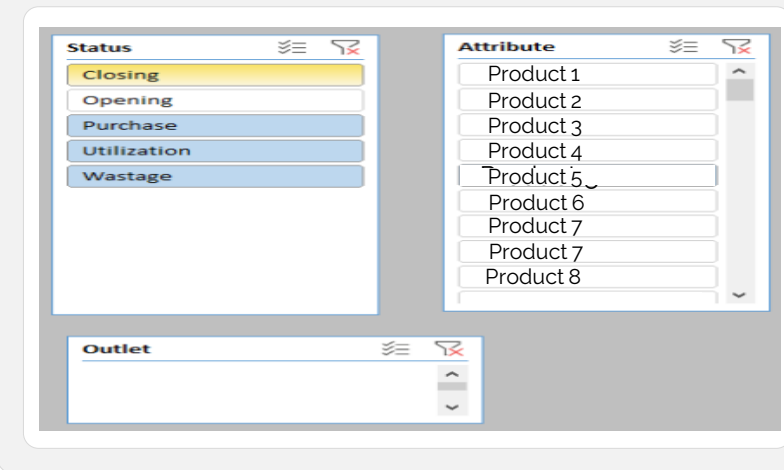 Status
Closing
Opening
Purchase
Utilization
Wastage
Attribute
Product 1
Product 2
Product 3
Product 4
Product 5
Product 6
Product 7
Product 7
Product 8
Outlet